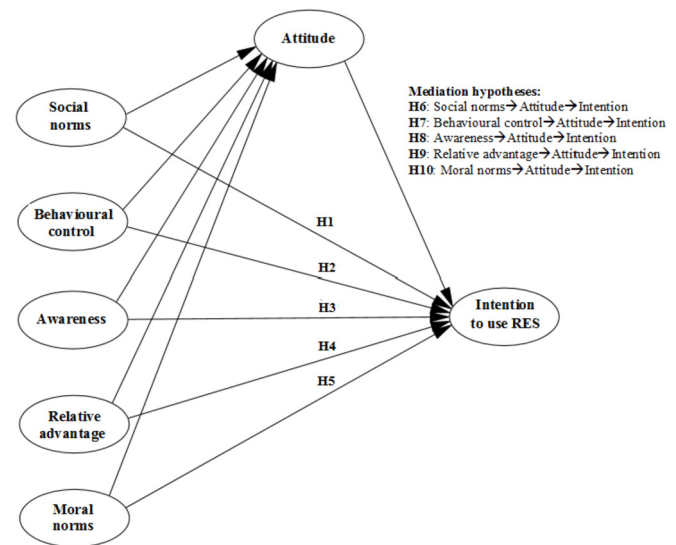 Attitude
Mediation hypotheses:
H6: Social norms→Attitude→Intention
H7: Behavioural control→Attitude→Intention
H8: Awareness→Attitude→Intention
H9: Relative advantage→Attitude→Intention
H10: Moral norms→Attitude→Intention
Social
norms
Behavioural
control
Awareness
Relative
advantage
Moral
norms
H1
H2
H3
H4
H5
Intention
to use RES